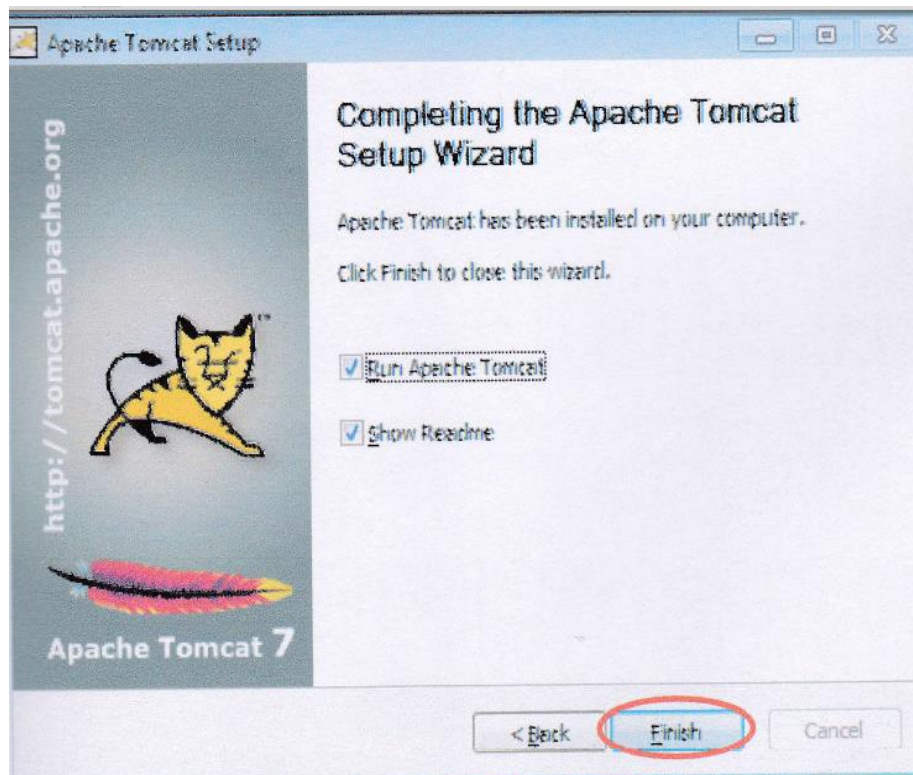 Apache Tomcat Setup
http://tomcat.apache.org
Completing the Apache Tomcat
Setup Wizard
Apache Tomcat has been installed on your computer.
Click Finish to close this wizard.
Run Apache Tomcat
Show Readme
TM
Apache Tomcat 7
< Back
Finish
Cancel